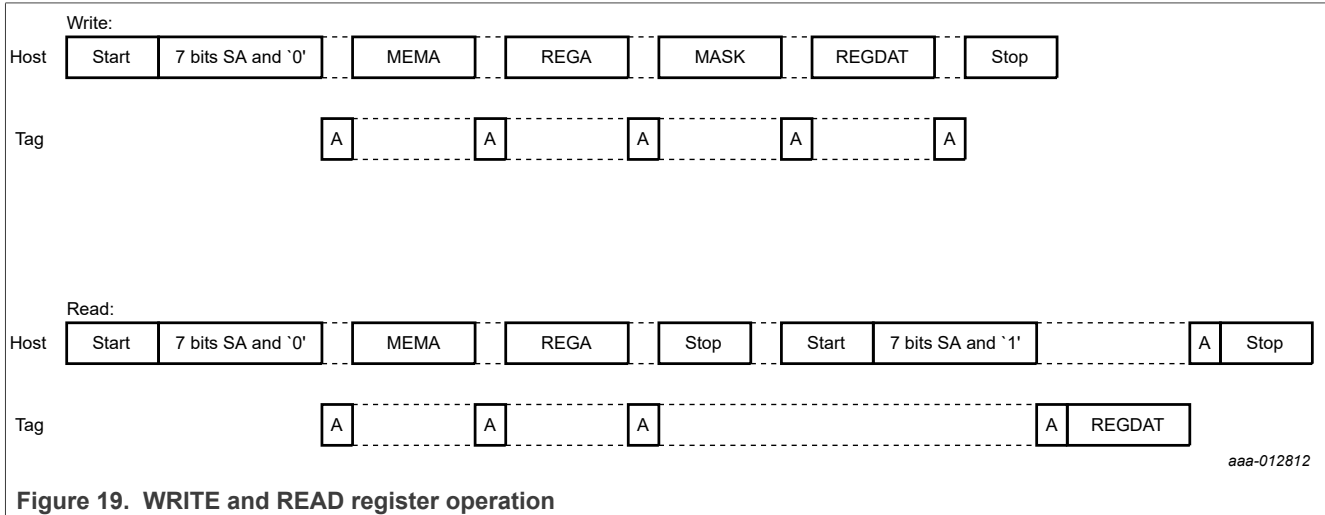 Write:
Host Start 7 bits SA and `0' MEMA REGA MASK REGDAT Stop
Tag A A A A A
Read:
Host Start 7 bits SA and `0' MEMA REGA Stop Start 7 bits SA and `1' A Stop
Tag A A A A REGDAT
aaa-012812
Figure 19. WRITE and READ register operation